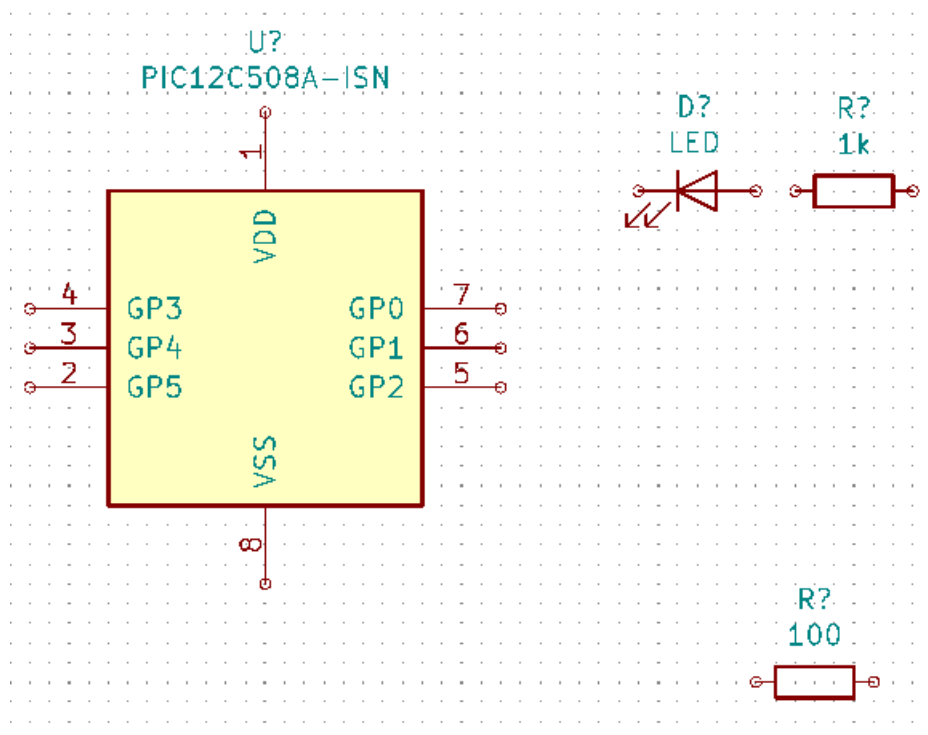 U?
PIC12C508A-ISN
1
VDD
4
GP3
3
GP4
2
GP5
GP0
7
GP1
6
GP2
5
VSS
8
D?
LED
R?
1k
R?
100